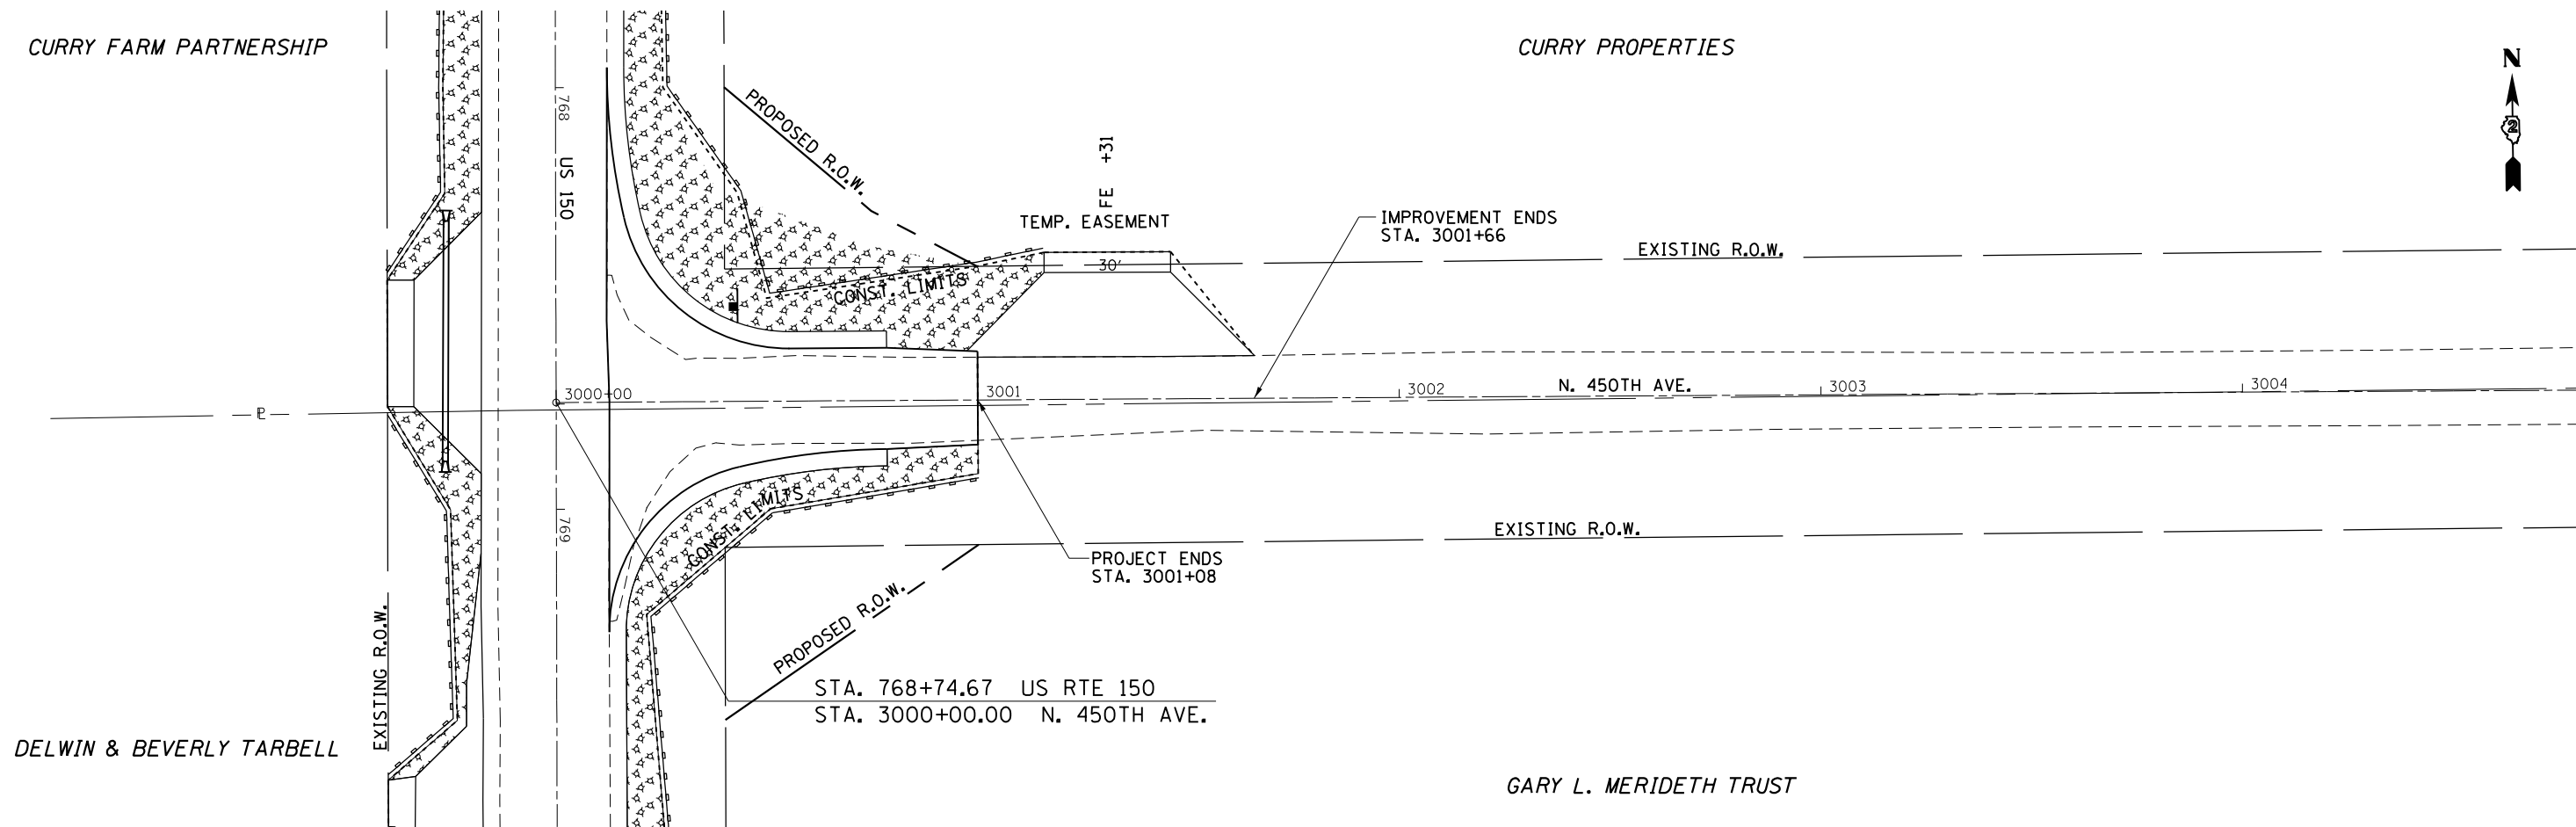 CURRY FARM PARTNERSHIP
CURRY PROPERTIES
N
2
768
US 150
PROPOSED R.O.W.
FE +31
TEMP. EASEMENT
IMPROVEMENT ENDS
STA. 3001+66
EXISTING R.O.W.
30'
CONST. LIMITS
3000+00
3001
3002
N. 450TH AVE.
3003
3004
PL
769
CONST. LIMITS
EXISTING R.O.W.
PROJECT ENDS
STA. 3001+08
PROPOSED R.O.W.
EXISTING R.O.W.
STA. 768+74.67 US RTE 150
STA. 3000+00.00 N. 450TH AVE.
DELWIN & BEVERLY TARBELL
GARY L. MERIDETH TRUST